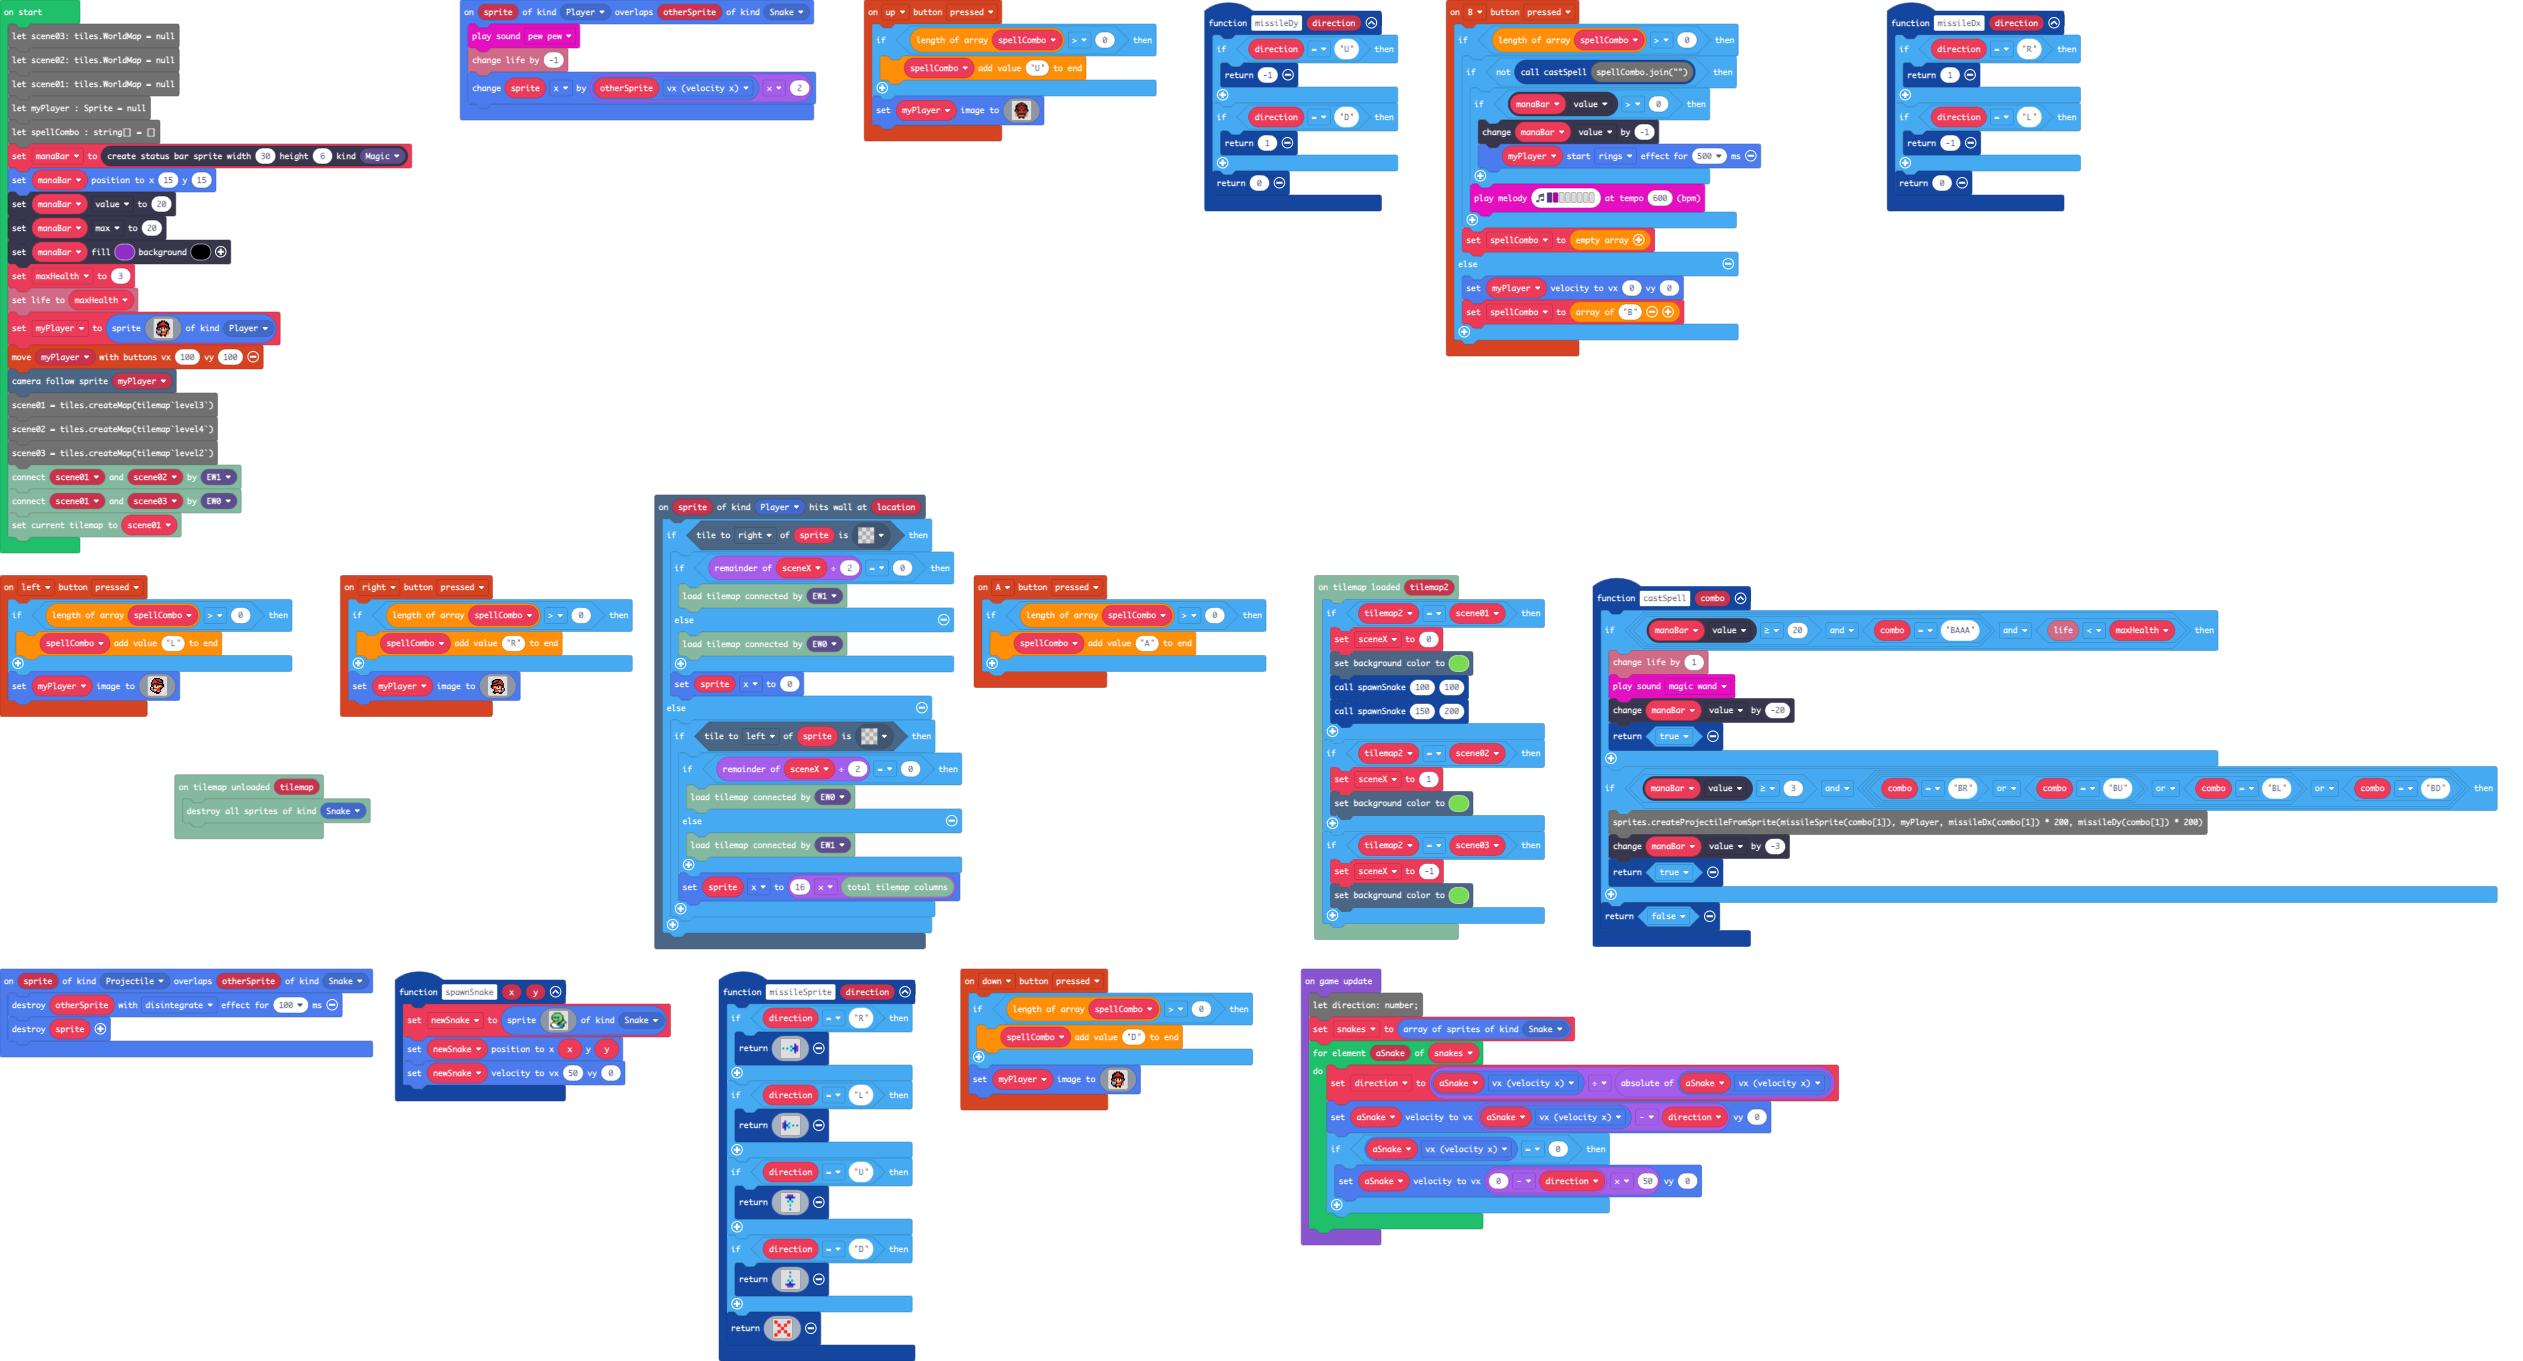 on start
let scene03: tiles.WorldMap = null
let scene02: tiles.WorldMap = null
let scene01: tiles.WorldMap = null
let myPlayer : Sprite = null
let spellCombo : string[] = []
set manaBar to create status bar sprite width 30 height 6 kind Magic
set manaBar position to x 15 y 15
set manaBar value to 20
set manaBar max to 20
set manaBar fill background
set maxHealth to 3
set life to maxHealth
set myPlayer to sprite of kind Player
move myPlayer with buttons vx 100 vy 100
camera follow sprite myPlayer
scene01 = tiles.createMap(tilemap`level3`)
scene02 = tiles.createMap(tilemap`level4`)
scene03 = tiles.createMap(tilemap`level2`)
connect scene01 and scene02 by EW1
connect scene01 and scene03 by EW0
set current tilemap to scene01
on sprite of kind Player overlaps otherSprite of kind Snake
play sound pew pew
change life by -1
change sprite x by otherSprite vx (velocity x) × 2
on up button pressed
if length of array spellCombo > 0 then
spellCombo add value "U" to end
set myPlayer image to
function missileDy direction
if direction = "U" then
return -1
if direction = "D" then
return 1
return 0
on B button pressed
if length of array spellCombo > 0 then
if not call castSpell spellCombo.join("") then
if manaBar value > 0 then
change manaBar value by -1
myPlayer start rings effect for 500 ms
play melody at tempo 600 (bpm)
set spellCombo to empty array
else
set myPlayer velocity to vx 0 vy 0
set spellCombo to array of "B"
function missileDx direction
if direction = "R" then
return 1
if direction = "L" then
return -1
return 0
on left button pressed
if length of array spellCombo > 0 then
spellCombo add value "L" to end
set myPlayer image to
on right button pressed
if length of array spellCombo > 0 then
spellCombo add value "R" to end
set myPlayer image to
on tilemap unloaded tilemap
destroy all sprites of kind Snake
on sprite of kind Player hits wall at location
if tile to right of sprite is then
if remainder of sceneX ÷ 2 = 0 then
load tilemap connected by EW1
else
load tilemap connected by EW0
set sprite x to 0
else
if tile to left of sprite is then
if remainder of sceneX ÷ 2 = 0 then
load tilemap connected by EW0
else
load tilemap connected by EW1
set sprite x to 16 × total tilemap columns
on A button pressed
if length of array spellCombo > 0 then
spellCombo add value "A" to end
on tilemap loaded tilemap2
if tilemap2 = scene01 then
set sceneX to 0
set background color to
call spawnSnake 100 100
call spawnSnake 150 200
if tilemap2 = scene02 then
set sceneX to 1
set background color to
if tilemap2 = scene03 then
set sceneX to -1
set background color to
function castSpell combo
if manaBar value ≥ 20 and combo = "BAAA" and life < maxHealth then
change life by 1
play sound magic wand
change manaBar value by -20
return true
if manaBar value ≥ 3 and combo = "BR" or combo = "BU" or combo = "BL" or combo = "BD" then
sprites.createProjectileFromSprite(missileSprite(combo[1]), myPlayer, missileDx(combo[1]) * 200, missileDy(combo[1]) * 200)
change manaBar value by -3
return true
return false
on sprite of kind Projectile overlaps otherSprite of kind Snake
destroy otherSprite with disintegrate effect for 100 ms
destroy sprite
function spawnSnake x y
set newSnake to sprite of kind Snake
set newSnake position to x x y y
set newSnake velocity to vx 50 vy 0
function missileSprite direction
if direction = "R" then
return
if direction = "L" then
return
if direction = "U" then
return
if direction = "D" then
return
return
on down button pressed
if length of array spellCombo > 0 then
spellCombo add value "D" to end
set myPlayer image to
on game update
let direction: number;
set snakes to array of sprites of kind Snake
for element aSnake of snakes
do
set direction to aSnake vx (velocity x) ÷ absolute of aSnake vx (velocity x)
set aSnake velocity to vx aSnake vx (velocity x) - direction vy 0
if aSnake vx (velocity x) = 0 then
set aSnake velocity to vx 0 - direction × 50 vy 0